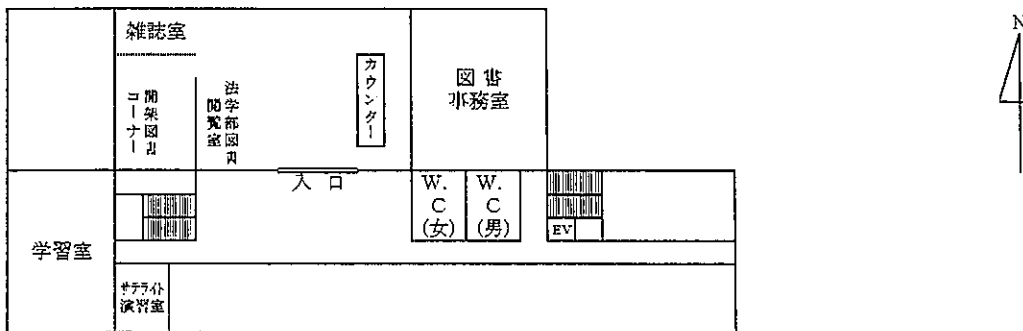 雑誌室
N
カウンター
図書
事務室
開架図書
コーナー
法学部図書
閲覧室
入口
W.
C
(女)
W.
C
(男)
EV
学習室
サテライト
演習室